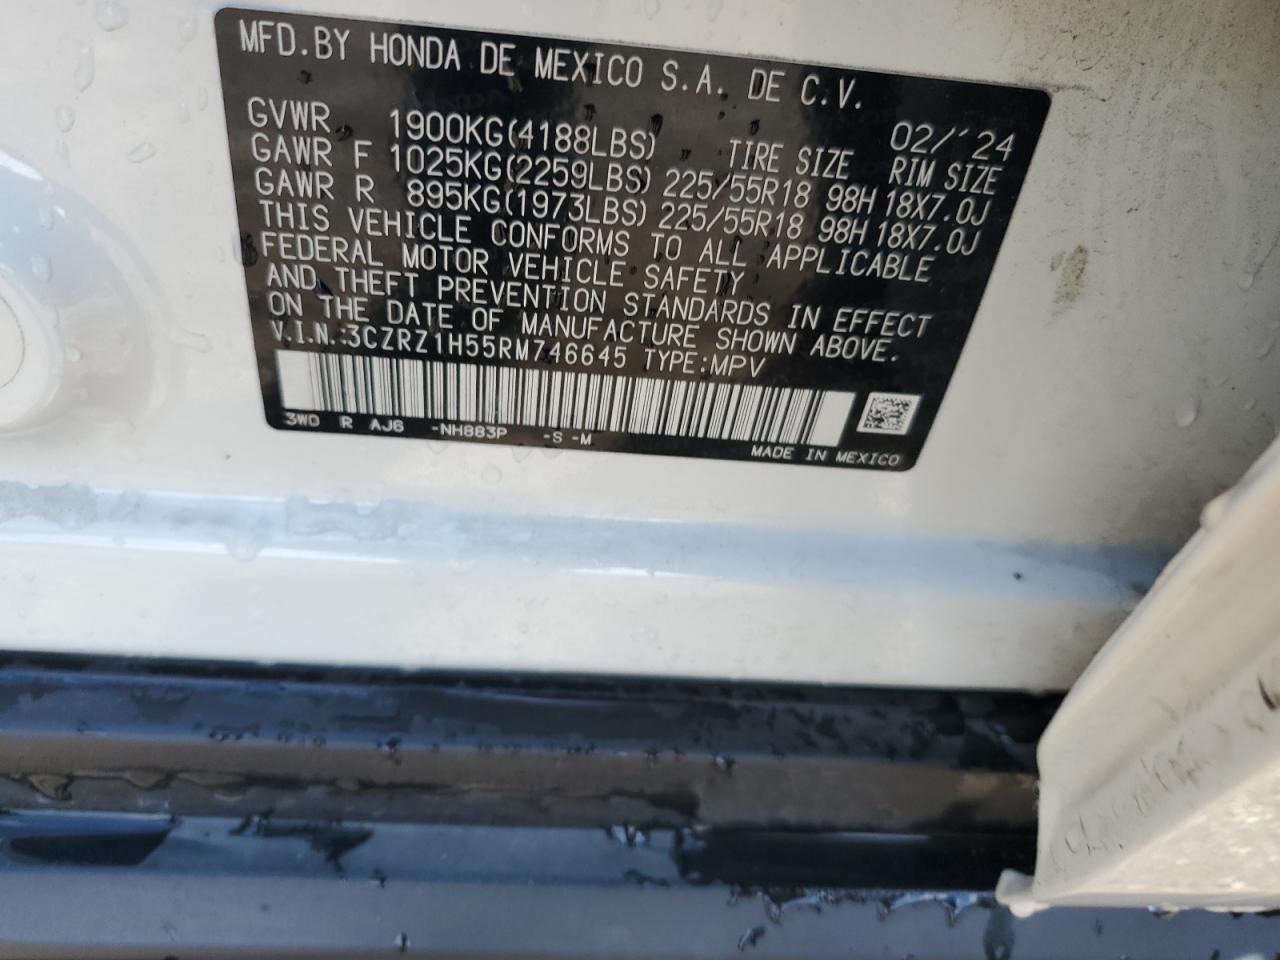 MFD.BY HONDA DE MEXICO S.A. DE C.V.
02/'24
GVWR 1900KG(4188LBS) TIRE SIZE RIM SIZE
GAWR F 1025KG(2259LBS) 225/55R18 98H 18X7.0J
GAWR R 895KG(1973LBS) 225/55R18 98H 18X7.0J
THIS VEHICLE CONFORMS TO ALL APPLICABLE
FEDERAL MOTOR VEHICLE SAFETY
AND THEFT PREVENTION STANDARDS IN EFFECT
ON THE DATE OF MANUFACTURE SHOWN ABOVE.
V.I.N.:3CZRZ1H55RM746645 TYPE:MPV
3W0 R AJ6 -NH883P -S -M
MADE IN MEXICO